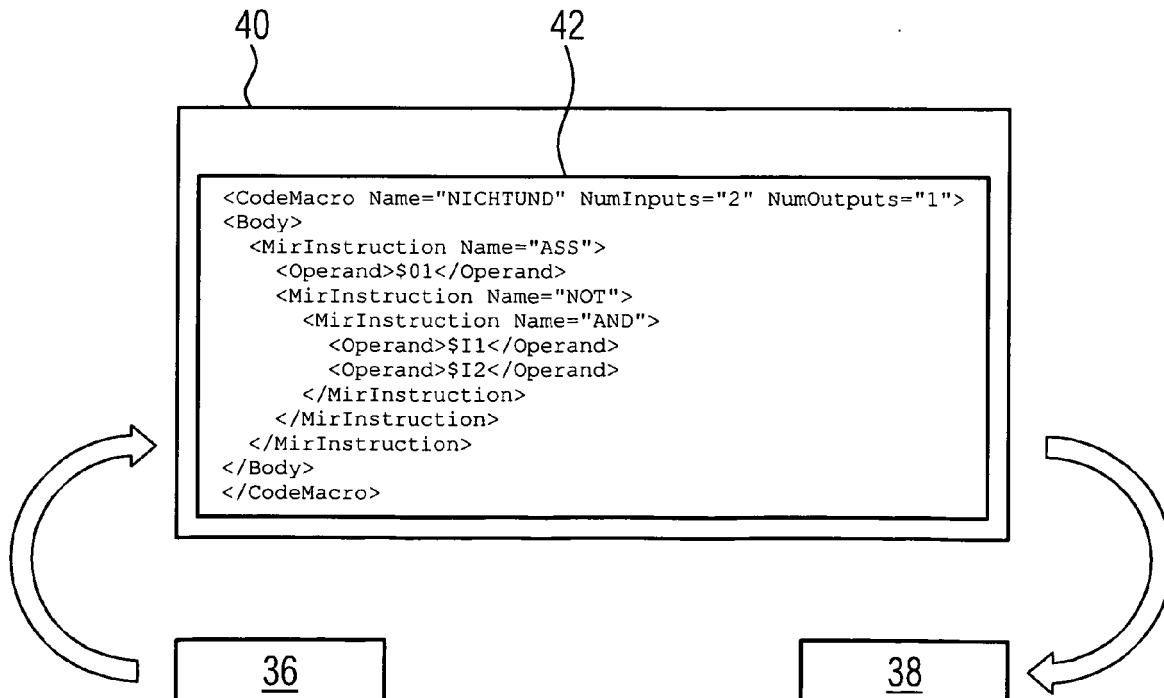 40 42
<CodeMacro Name="NICHTUND" NumInputs="2" NumOutputs="1">
<Body>
<MirInstruction Name="ASS">
<Operand>$01</Operand>
<MirInstruction Name="NOT">
<MirInstruction Name="AND">
<Operand>$I1</Operand>
<Operand>$I2</Operand>
</MirInstruction>
</MirInstruction>
</MirInstruction>
</Body>
</CodeMacro>
36 38